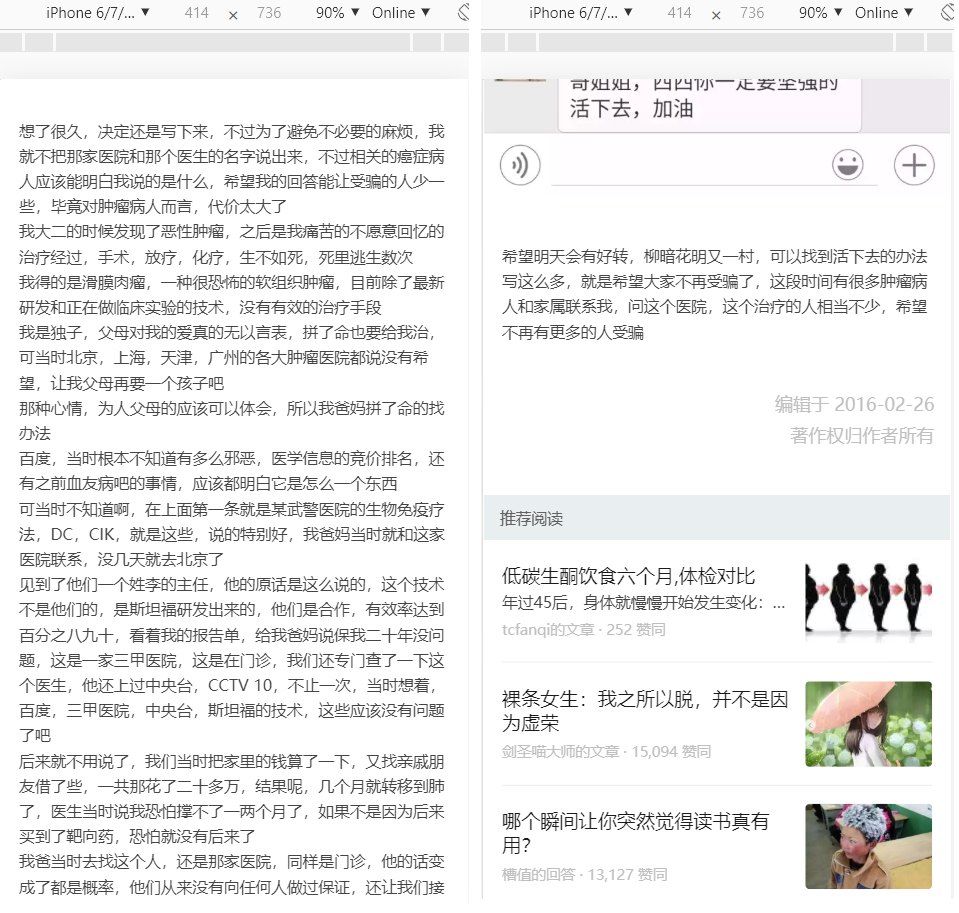 iPhone 6/7/... ▼ 414 × 736 90% ▼ Online ▼
想了很久，决定还是写下来，不过为了避免不必要的麻烦，我
就不把那家医院和那个医生的名字说出来，不过相关的癌症病
人应该能明白我说的是什么，希望我的回答能让受骗的人少一
些，毕竟对肿瘤病人而言，代价太大了
我大二的时候发现了恶性肿瘤，之后是我痛苦的不愿意回忆的
治疗经过，手术，放疗，化疗，生不如死，死里逃生数次
我得的是滑膜肉瘤，一种很恐怖的软组织肿瘤，目前除了最新
研发和正在做临床实验的技术，没有有效的治疗手段
我是独子，父母对我的爱真的无以言表，拼了命也要给我治，
可当时北京，上海，天津，广州的各大肿瘤医院都说没有希
望，让我父母再要一个孩子吧
那种心情，为人父母的应该可以体会，所以我爸妈拼了命的找
办法
百度，当时根本不知道有多么邪恶，医学信息的竞价排名，还
有之前血友病吧的事情，应该都明白它是怎么一个东西
可当时不知道啊，在上面第一条就是某武警医院的生物免疫疗
法，DC，CIK，就是这些，说的特别好，我爸妈当时就和这家
医院联系，没几天就去北京了
见到了他们一个姓李的主任，他的原话是这么说的，这个技术
不是他们的，是斯坦福研发出来的，他们是合作，有效率达到
百分之八九十，看着我的报告单，给我爸妈说保我二十年没问
题，这是一家三甲医院，这是在门诊，我们还专门查了一下这
个医生，他还上过中央台，CCTV 10，不止一次，当时想着，
百度，三甲医院，中央台，斯坦福的技术，这些应该没有问题
了吧
后来就不用说了，我们当时把家里的钱算了一下，又找亲戚朋
友借了些，一共那花了二十多万，结果呢，几个月就转移到肺
了，医生当时说我恐怕撑不了一两个月了，如果不是因为后来
买到了靶向药，恐怕就没有后来了
我爸当时去找这个人，还是那家医院，同样是门诊，他的话变
成了都是概率，他们从来没有向任何人做过保证，还让我们接
iPhone 6/7/... ▼ 414 × 736 90% ▼ Online ▼
哥姐姐，西西你一定要坚强的
活下去，加油
希望明天会有好转，柳暗花明又一村，可以找到活下去的办法
写这么多，就是希望大家不再受骗了，这段时间有很多肿瘤病
人和家属联系我，问这个医院，这个治疗的人相当不少，希望
不再有更多的人受骗
编辑于 2016-02-26
著作权归作者所有
推荐阅读
低碳生酮饮食六个月,体检对比
年过45后，身体就慢慢开始发生变化：...
tcfanqi的文章 · 252 赞同
裸条女生：我之所以脱，并不是因
为虚荣
剑圣喵大师的文章 · 15,094 赞同
哪个瞬间让你突然觉得读书真有
用？
槽值的回答 · 13,127 赞同